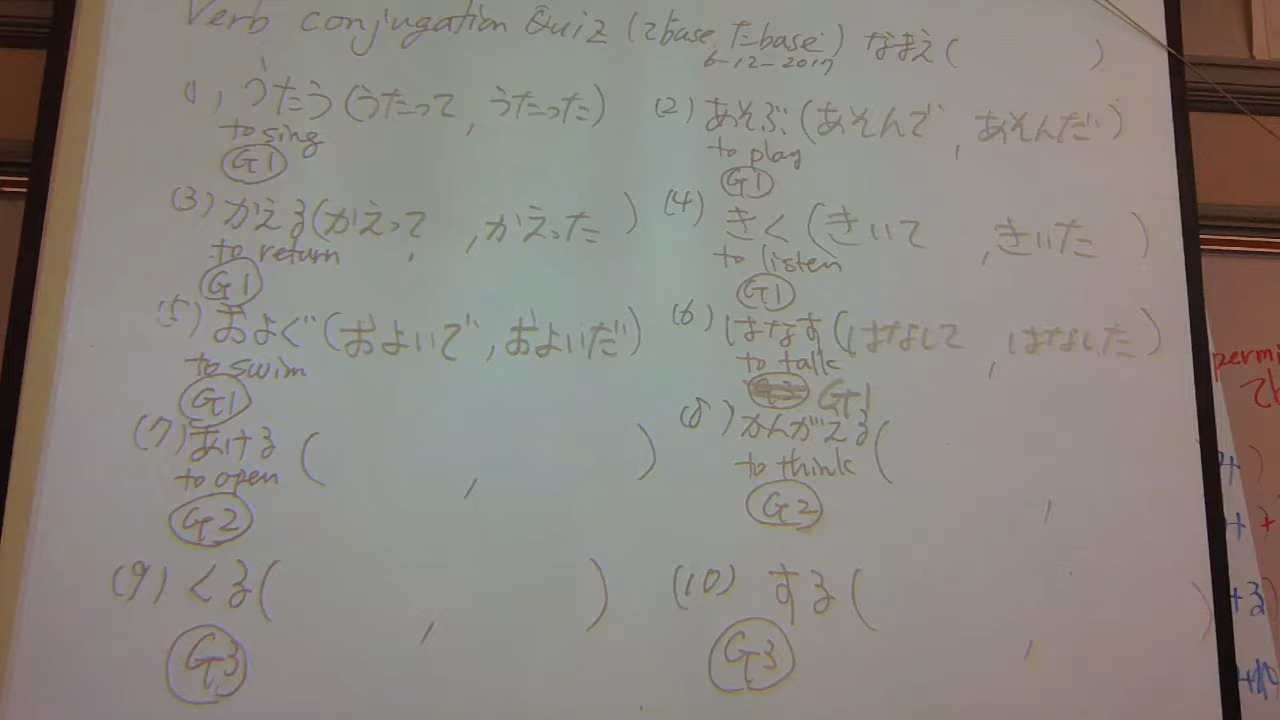 Verb conjugation Quiz (てbase, たbase) なまえ( )
6-12-2017
1) うたう (うたって, うたった)
to sing
G1
(2) あそぶ (あそんで, あそんだ)
to play
G1
(3) かえる (かえって, かえった)
to return
G1
(4) きく (きいて, きいた)
to listen
G1
(5) およぐ (およいで, およいだ)
to swim
G1
(6) はなす (はなして, はなした)
to talk
G1
(7) あける ( , )
to open
G2
(8) かんがえる ( ,
to think
G2
(9) くる ( , )
G3
(10) する ( , )
G3
permi